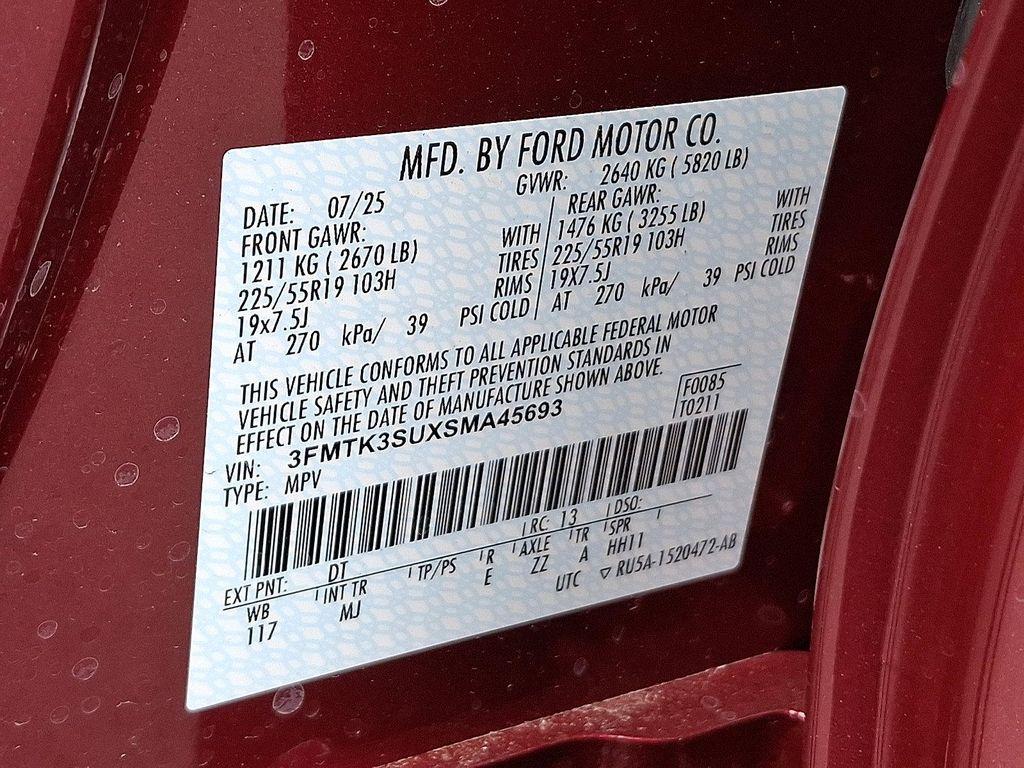 MFD. BY FORD MOTOR CO.
DATE: 07/25 GVWR: 2640 KG ( 5820 LB)
FRONT GAWR: REAR GAWR:
1211 KG ( 2670 LB) WITH 1476 KG ( 3255 LB) WITH
225/55R19 103H TIRES 225/55R19 103H TIRES
19x7.5J RIMS 19X7.5J RIMS
AT 270 kPa/ 39 PSI COLD AT 270 kPa/ 39 PSI COLD
THIS VEHICLE CONFORMS TO ALL APPLICABLE FEDERAL MOTOR
VEHICLE SAFETY AND THEFT PREVENTION STANDARDS IN
EFFECT ON THE DATE OF MANUFACTURE SHOWN ABOVE.
VIN: 3FMTK3SUXSMA45693 F0085
TYPE: MPV T0211
EXT PNT: DT RC: 13 DSO:
WB INT TR TP/PS R AXLE TR SPR
117 MJ E ZZ A HH11
UTC ▽ RU5A-1520472-AB